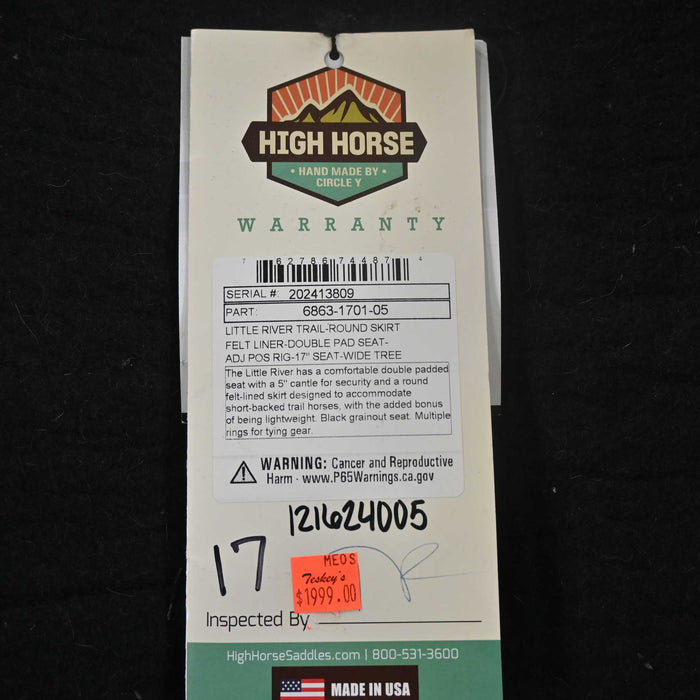 HIGH HORSE
• HAND MADE BY •
CIRCLE Y
WARRANTY
7 62786 74487 4
SERIAL #: 202413809
PART: 6863-1701-05
LITTLE RIVER TRAIL-ROUND SKIRT
FELT LINER-DOUBLE PAD SEAT-
ADJ POS RIG-17" SEAT-WIDE TREE
The Little River has a comfortable double padded
seat with a 5" cantle for security and a round
felt-lined skirt designed to accommodate
short-backed trail horses, with the added bonus
of being lightweight. Black grainout seat. Multiple
rings for tying gear.
WARNING: Cancer and Reproductive
Harm - www.P65Warnings.ca.gov
121624005
17
MEOS
Teskey's
$1999.00
Inspected By
HighHorseSaddles.com | 800-531-3600
MADE IN USA